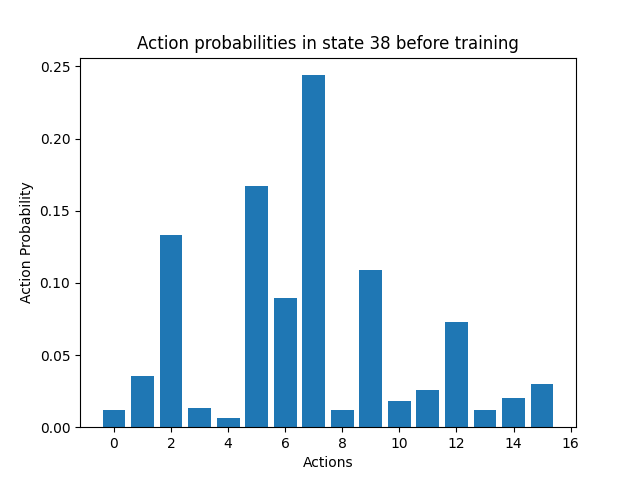 Action probabilities in state 38 before training
Action Probability
0.25
0.20
0.15
0.10
0.05
0.00
0 2 4 6 8 10 12 14 16
Actions